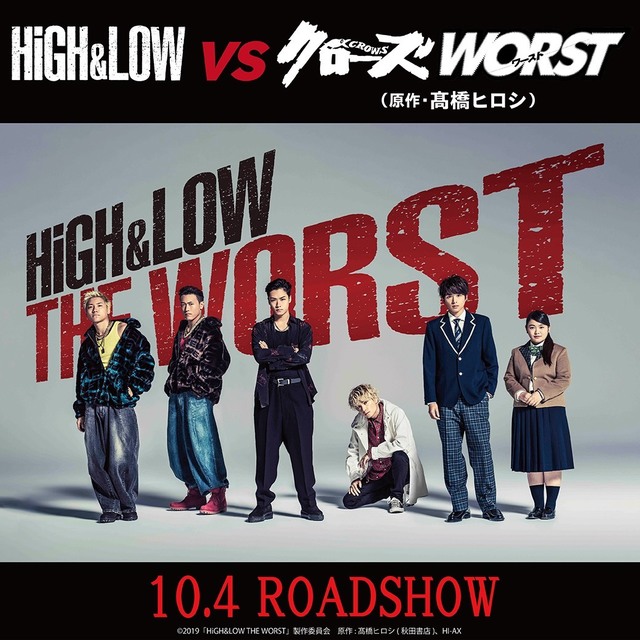 HiGH&LOW VS クローズ WORST
CROWS
ワースト
(原作・髙橋ヒロシ)
HiGH&LOW
THE WORST
10.4 ROADSHOW
©2019「HiGH&LOW THE WORST」製作委員会 原作:髙橋ヒロシ(秋田書店)、HI-AX